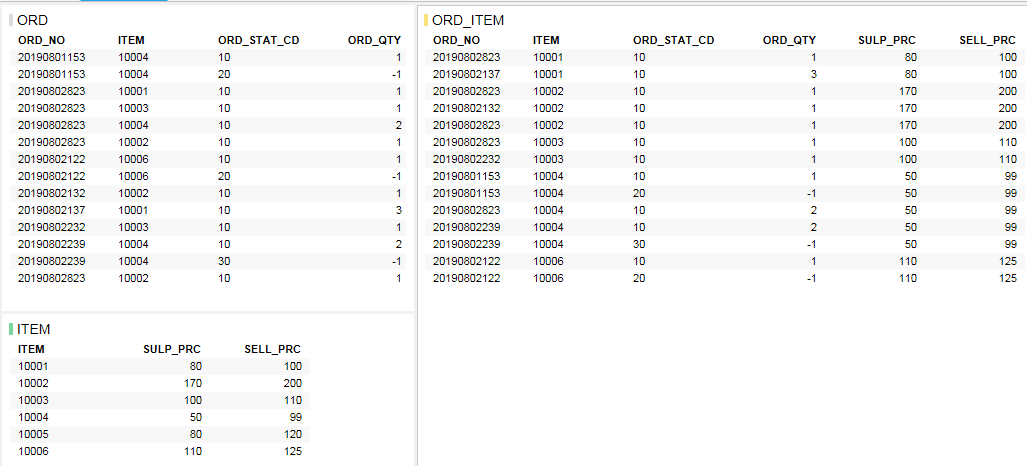 ORD
ORD_NO ITEM ORD_STAT_CD ORD_QTY
20190801153 10004 10 1
20190801153 10004 20 -1
20190802823 10001 10 1
20190802823 10003 10 1
20190802823 10004 10 2
20190802823 10002 10 1
20190802122 10006 10 1
20190802122 10006 20 -1
20190802132 10002 10 1
20190802137 10001 10 3
20190802232 10003 10 1
20190802239 10004 10 2
20190802239 10004 30 -1
20190802823 10002 10 1
ITEM
ITEM SULP_PRC SELL_PRC
10001 80 100
10002 170 200
10003 100 110
10004 50 99
10005 80 120
10006 110 125
ORD_ITEM
ORD_NO ITEM ORD_STAT_CD ORD_QTY SULP_PRC SELL_PRC
20190802823 10001 10 1 80 100
20190802137 10001 10 3 80 100
20190802823 10002 10 1 170 200
20190802132 10002 10 1 170 200
20190802823 10002 10 1 170 200
20190802823 10003 10 1 100 110
20190802232 10003 10 1 100 110
20190801153 10004 10 1 50 99
20190801153 10004 20 -1 50 99
20190802823 10004 10 2 50 99
20190802239 10004 10 2 50 99
20190802239 10004 30 -1 50 99
20190802122 10006 10 1 110 125
20190802122 10006 20 -1 110 125